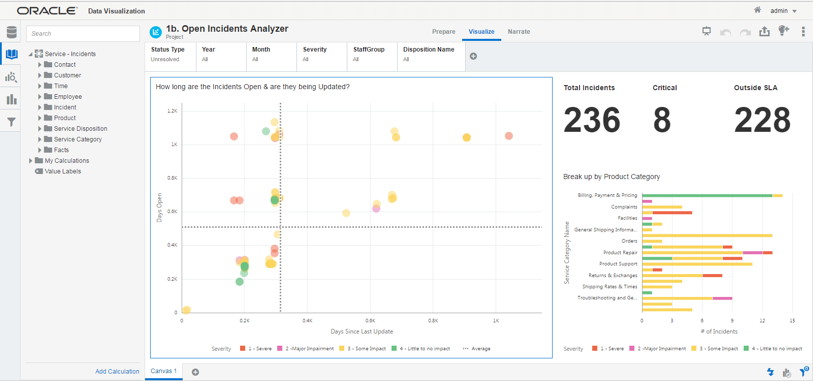 ORACLE Data Visualization
admin
Search
1b. Open Incidents Analyzer
Project
Prepare Visualize Narrate
Service - Incidents
Contact
Customer
Time
Employee
Incident
Product
Service Disposition
Service Category
Facts
My Calculations
Value Labels
Add Calculation
Status Type Year Month Severity StaffGroup Disposition Name
Unresolved All All All All All
How long are the Incidents Open & are they being Updated?
1.2K
1K
0.8K
0.6K
0.4K
0.2K
0
Days Open
0 0.2K 0.4K 0.6K 0.8K 1K
Days Since Last Update
Severity 1 - Severe 2 -Major Impairment 3 - Some Impact 4 - Little to no impact Average
Total Incidents Critical Outside SLA
236 8 228
Break up by Product Category
Service Category Name
Billing, Payment & Pricing
Complaints
Facilities
General Shipping Informa...
Orders
Product Repair
Product Support
Returns & Exchanges
Shipping Rates & Times
Troubleshooting and Ge...
0 3 6 9 12 15
# of Incidents
Severity 1 - Severe 2 -Major Impairment 3 - Some Impact 4 - Little to no impact
Canvas 1